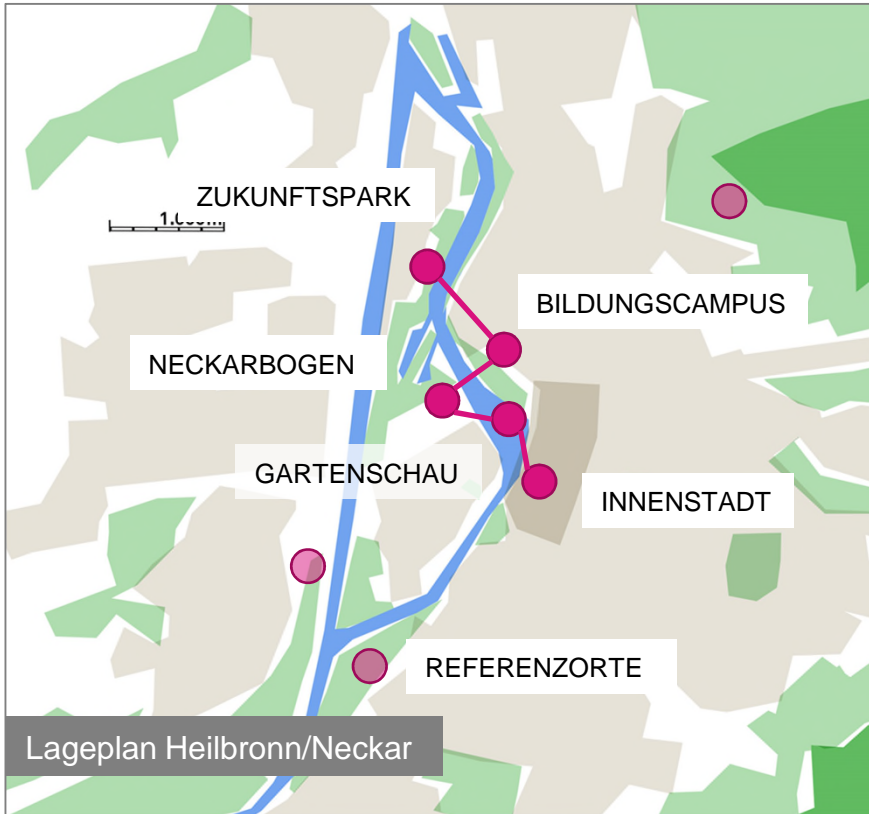 ZUKUNFTSPARK
BILDUNGSCAMPUS
NECKARBOGEN
GARTENSCHAU
INNENSTADT
REFERENZORTE
Lageplan Heilbronn/Neckar